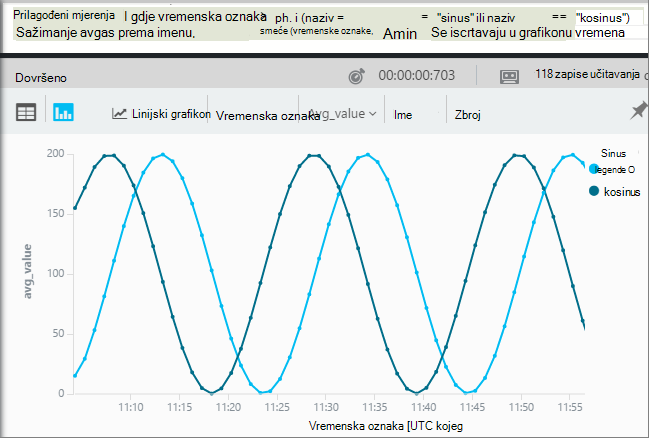 Prilagođeni mjerenja I gdje vremenska oznaka ph. i (naziv = = "sinus" ili naziv == "kosinus")
Sažimanje avgas prema imenu, smeće (vremenske oznake, Amin Se iscrtavaju u grafikonu vremena
Dovršeno 00:00:00:703 118 zapise učitavanja
Linijski grafikon Vremenska oznaka Avg_value Ime Zbroj
Sinus
legende O
kosinus
avg_value
200
150
100
50
0
11:10 11:15 11:20 11:25 11:30 11:35 11:40 11:45 11:50 11:55
Vremenska oznaka [UTC kojeg